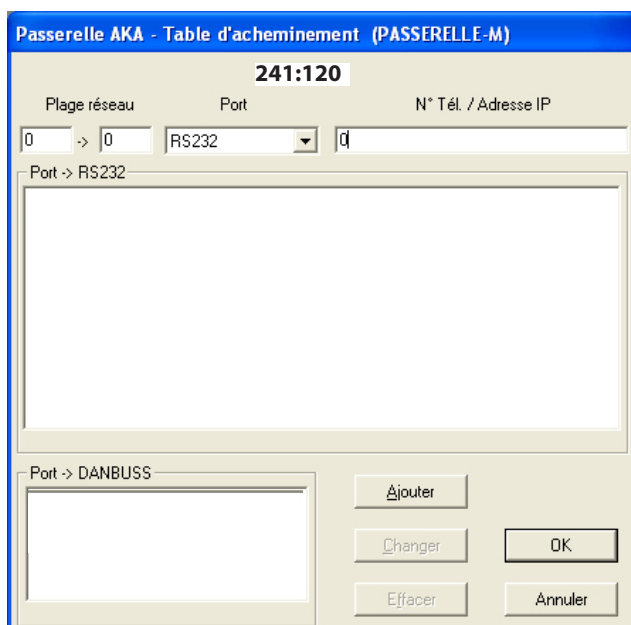 Passerelle AKA - Table d'acheminement (PASSERELLE-M)
241:120
Plage réseau Port N° Tél. / Adresse IP
0 -> 0 RS232 0
Port -> RS232
Port -> DANBUSS
Ajouter
Changer OK
Effacer Annuler